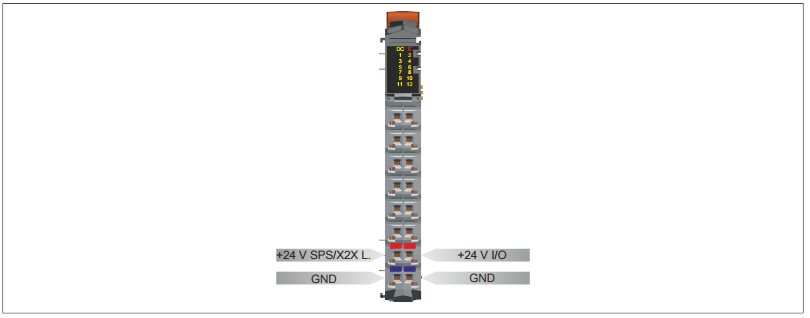 DC R
1 2
3 4
5 6
7 8
9 10
11 12
+24 V SPS/X2X L.
+24 V I/O
GND
GND